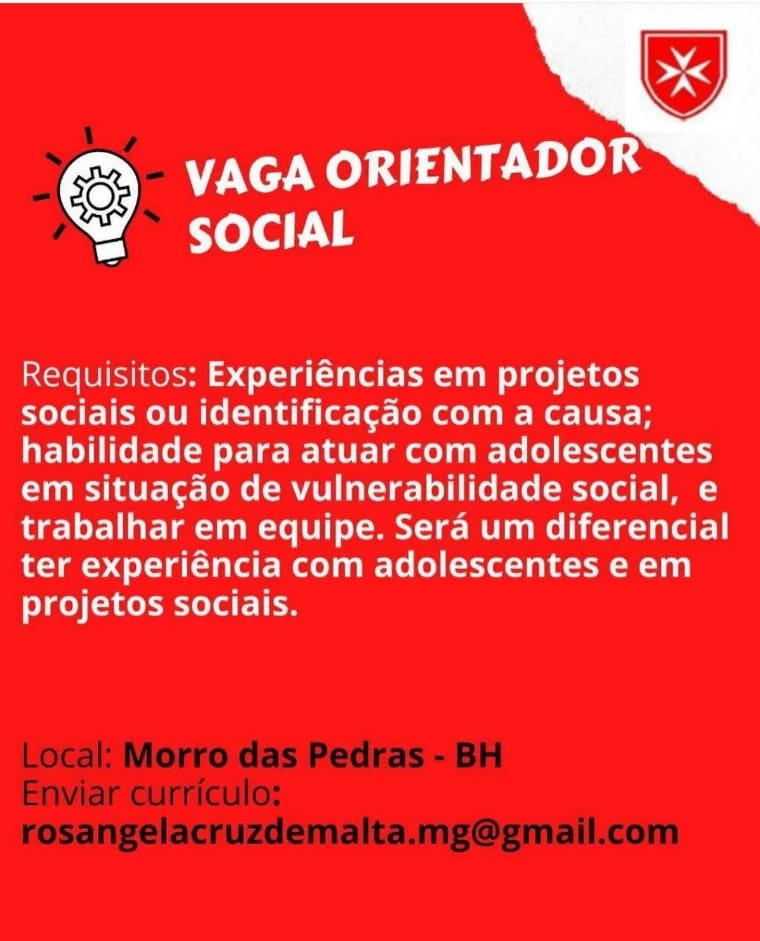 VAGA ORIENTADOR
SOCIAL
Requisitos: Experiências em projetos
sociais ou identificação com a causa;
habilidade para atuar com adolescentes
em situação de vulnerabilidade social,  e
trabalhar em equipe. Será um diferencial
ter experiência com adolescentes e em
projetos sociais.
Local: Morro das Pedras - BH
Enviar currículo:
rosangelacruzdemalta.mg@gmail.com